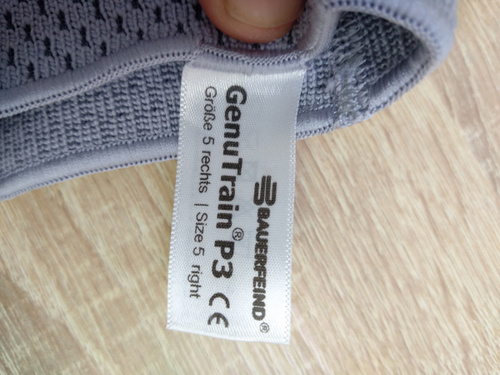 BAUERFEIND®
GenuTrain® P3 CE
Größe 5 rechts | Size 5 right